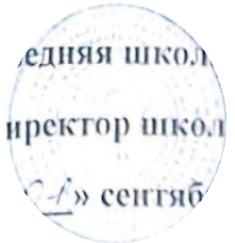 едняя школ
иректор школ
» сентяб